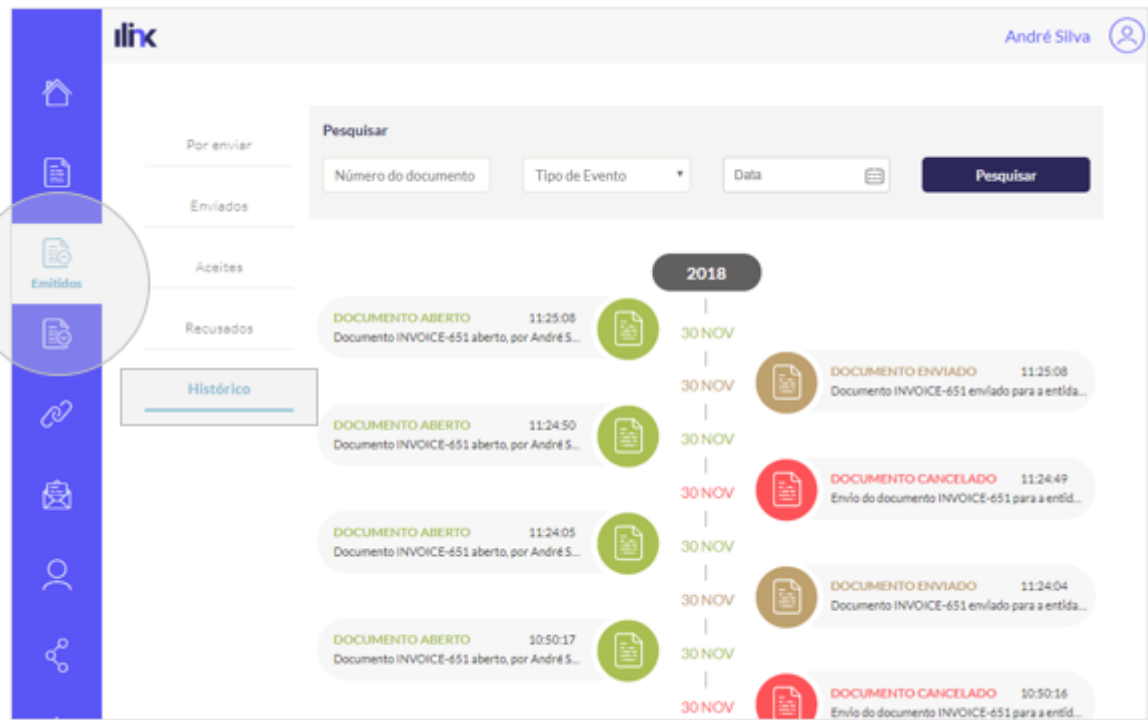 ilink
André Silva
Emitidos
Por enviar
Enviados
Aceites
Recusados
Histórico
Pesquisar
Número do documento
Tipo de Evento
Data
Pesquisar
2018
DOCUMENTO ABERTO 11:25:08
Documento INVOICE-651 aberto, por André S...
30 NOV
30 NOV
DOCUMENTO ENVIADO 11:25:08
Documento INVOICE-651 enviado para a entida...
DOCUMENTO ABERTO 11:24:50
Documento INVOICE-651 aberto, por André S...
30 NOV
30 NOV
DOCUMENTO CANCELADO 11:24:49
Envio do documento INVOICE-651 para a entid...
DOCUMENTO ABERTO 11:24:05
Documento INVOICE-651 aberto, por André S...
30 NOV
30 NOV
DOCUMENTO ENVIADO 11:24:04
Documento INVOICE-651 enviado para a entida...
DOCUMENTO ABERTO 10:50:17
Documento INVOICE-651 aberto, por André S...
30 NOV
30 NOV
DOCUMENTO CANCELADO 10:50:16
Envio do documento INVOICE-651 para a entid...